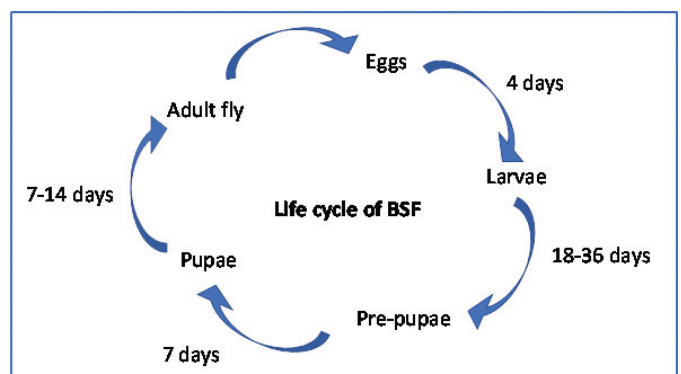 Eggs
4 days
Adult fly
Larvae
7-14 days
Life cycle of BSF
18-36 days
Pupae
Pre-pupae
7 days